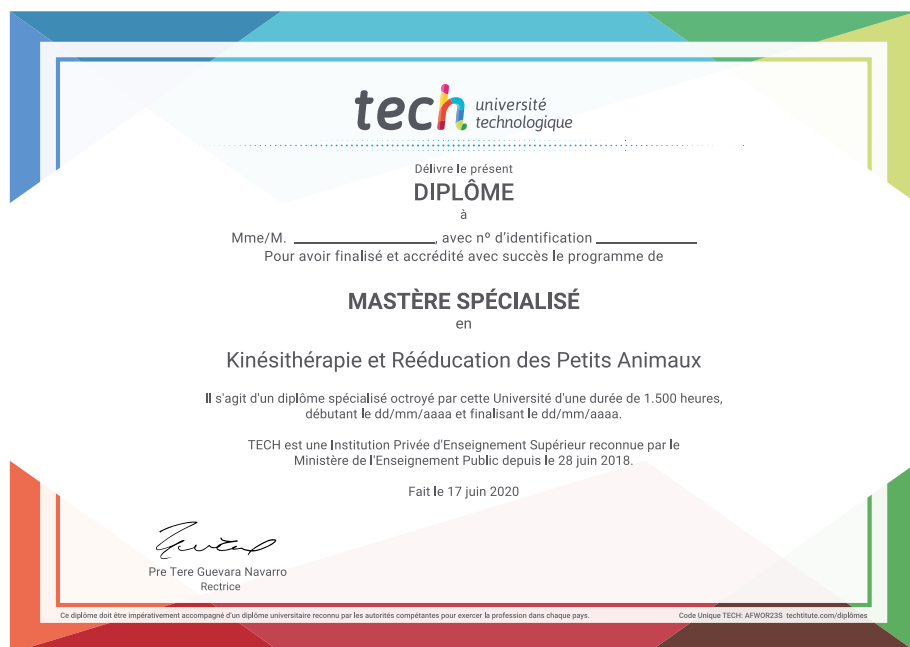 tech université
technologique
Délivre le présent
DIPLÔME
à
Mme/M. ____________, avec nº d'identification ____________
Pour avoir finalisé et accrédité avec succès le programme de
MASTÈRE SPÉCIALISÉ
en
Kinésithérapie et Rééducation des Petits Animaux
Il s'agit d'un diplôme spécialisé octroyé par cette Université d'une durée de 1.500 heures,
débutant le dd/mm/aaaa et finalisant le dd/mm/aaaa.
TECH est une Institution Privée d'Enseignement Supérieur reconnue par le
Ministère de l'Enseignement Public depuis le 28 juin 2018.
Fait le 17 juin 2020
Pre Tere Guevara Navarro
Rectrice
Ce diplôme doit être impérativement accompagné d'un diplôme universitaire reconnu par les autorités compétantes pour exercer la profession dans chaque pays.
Code Unique TECH: AFWOR23S techtitute.com/diplômes